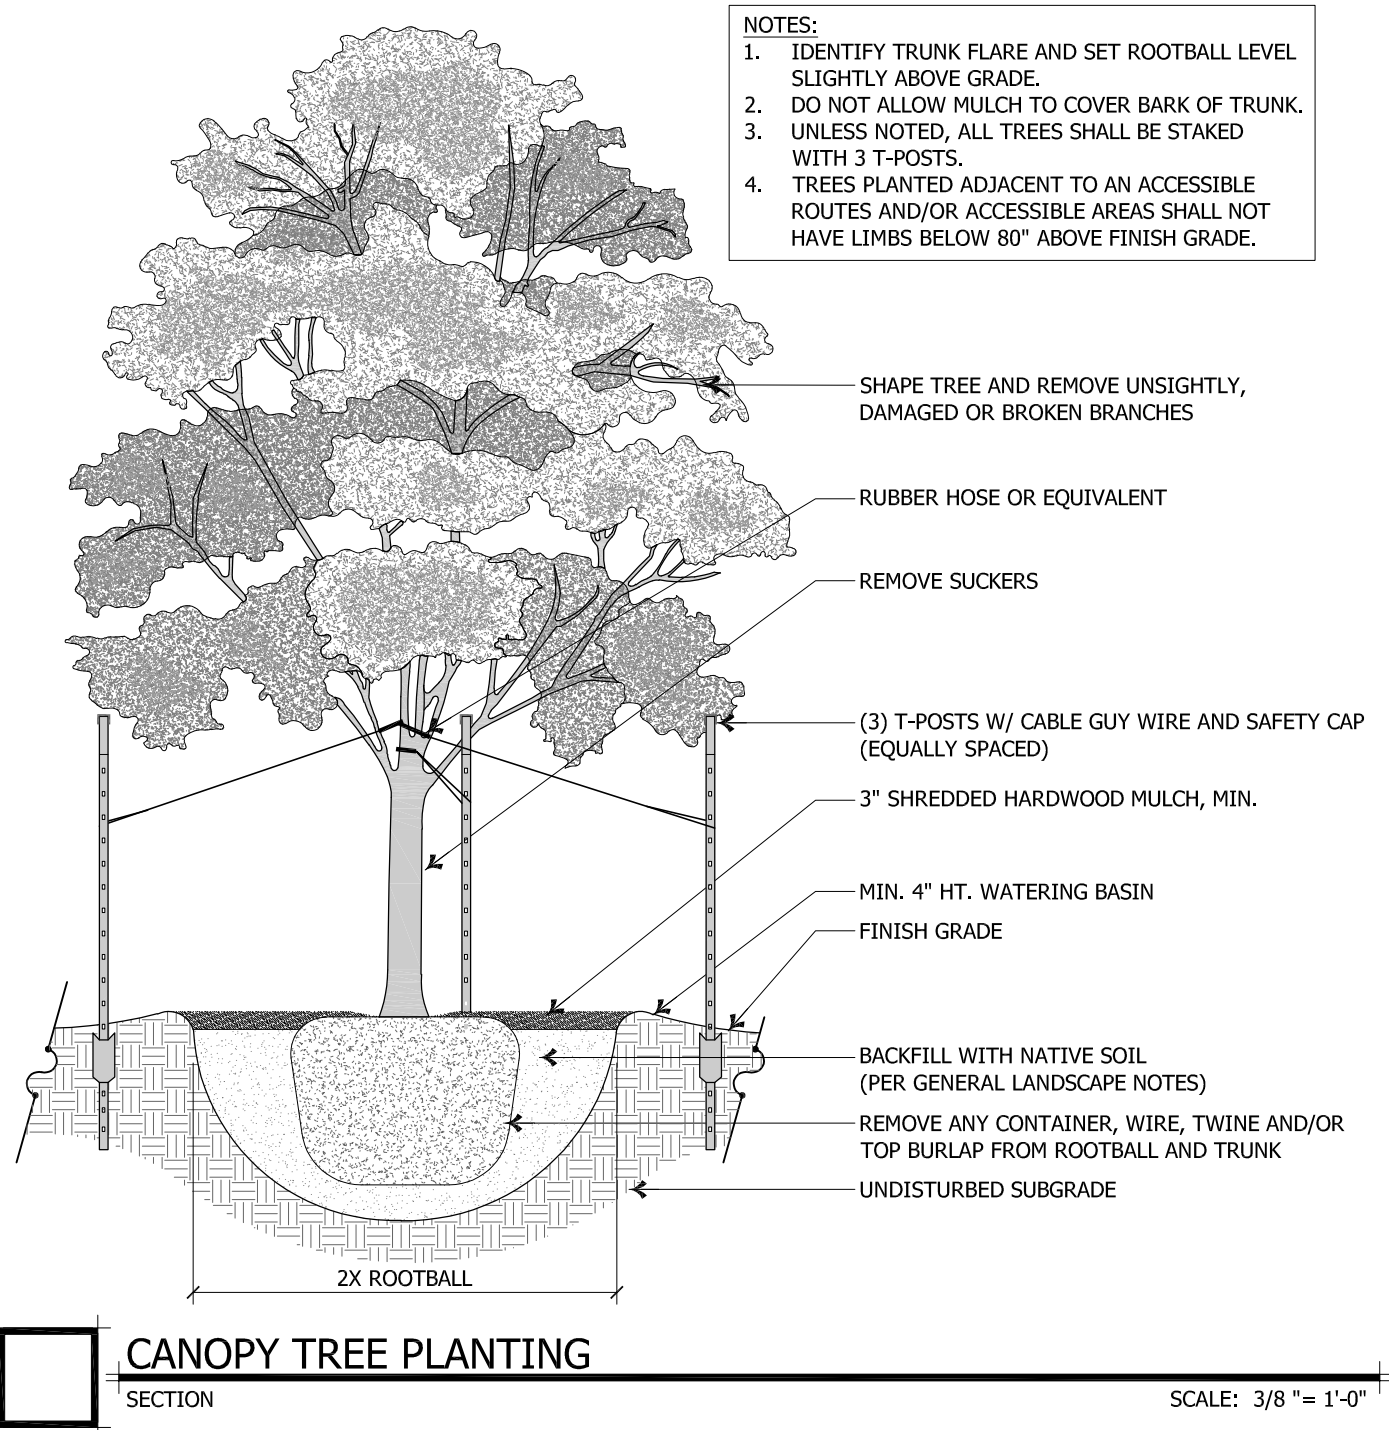 NOTES:
1. IDENTIFY TRUNK FLARE AND SET ROOTBALL LEVEL
SLIGHTLY ABOVE GRADE.
2. DO NOT ALLOW MULCH TO COVER BARK OF TRUNK.
3. UNLESS NOTED, ALL TREES SHALL BE STAKED
WITH 3 T-POSTS.
4. TREES PLANTED ADJACENT TO AN ACCESSIBLE
ROUTES AND/OR ACCESSIBLE AREAS SHALL NOT
HAVE LIMBS BELOW 80" ABOVE FINISH GRADE.
SHAPE TREE AND REMOVE UNSIGHTLY,
DAMAGED OR BROKEN BRANCHES
RUBBER HOSE OR EQUIVALENT
REMOVE SUCKERS
(3) T-POSTS W/ CABLE GUY WIRE AND SAFETY CAP
(EQUALLY SPACED)
3" SHREDDED HARDWOOD MULCH, MIN.
MIN. 4" HT. WATERING BASIN
FINISH GRADE
BACKFILL WITH NATIVE SOIL
(PER GENERAL LANDSCAPE NOTES)
REMOVE ANY CONTAINER, WIRE, TWINE AND/OR
TOP BURLAP FROM ROOTBALL AND TRUNK
UNDISTURBED SUBGRADE
2X ROOTBALL
CANOPY TREE PLANTING
SECTION
SCALE: 3/8 "= 1'-0"